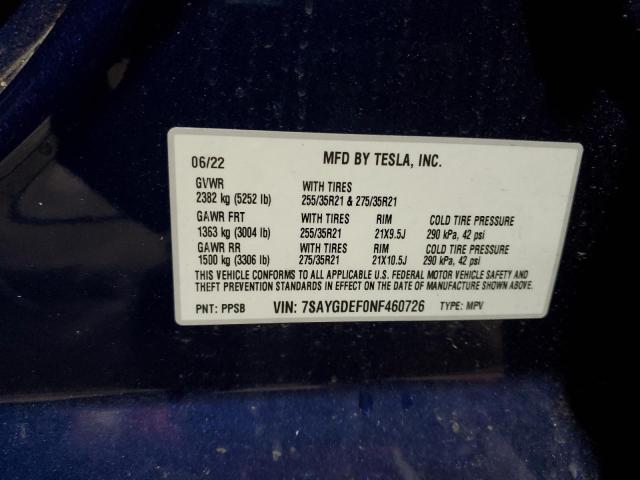 06/22 MFD BY TESLA, INC.
GVWR WITH TIRES
2382 kg (5252 lb) 255/35R21 & 275/35R21
GAWR FRT WITH TIRES RIM COLD TIRE PRESSURE
1363 kg (3004 lb) 255/35R21 21X9.5J 290 kPa, 42 psi
GAWR RR WITH TIRES RIM COLD TIRE PRESSURE
1500 kg (3306 lb) 275/35R21 21X10.5J 290 kPa, 42 psi
THIS VEHICLE CONFORMS TO ALL APPLICABLE U.S. FEDERAL MOTOR VEHICLE SAFETY AND
THEFT PREVENTION STANDARDS IN EFFECT ON THE DATE OF MANUFACTURE SHOWN ABOVE.
PNT: PPSB VIN: 7SAYGDEF0NF460726 TYPE: MPV